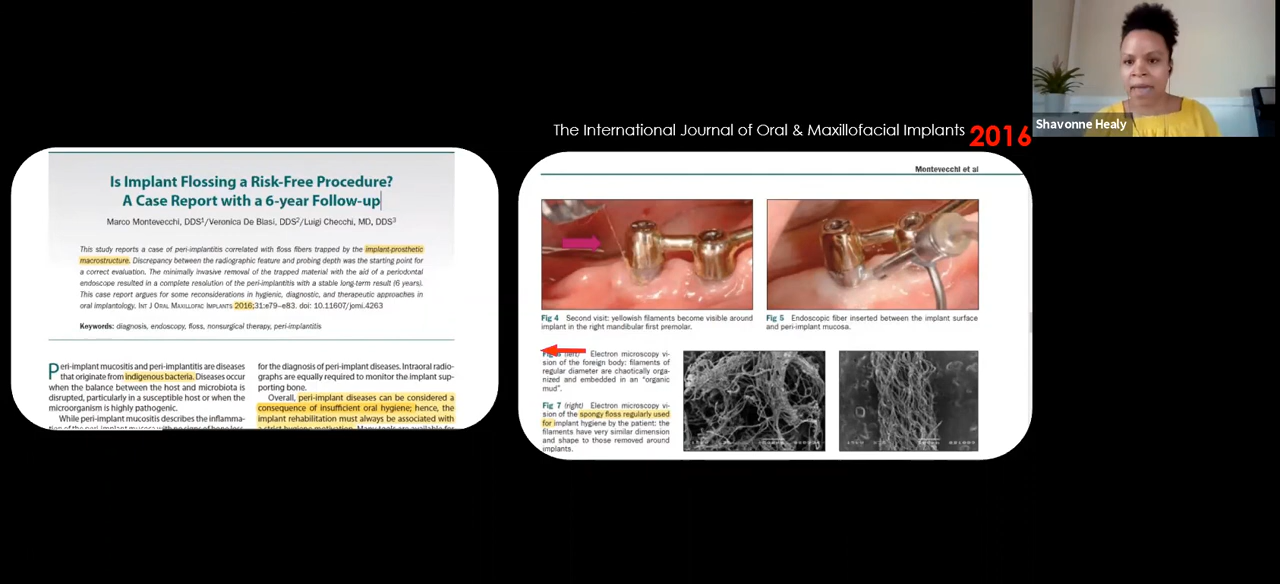 Shavonne Healy
The International Journal of Oral & Maxillofacial Implants 2016
Is Implant Flossing a Risk-Free Procedure?
A Case Report with a 6-year Follow-up
Marco Montevecchi, DDS1/Veronica De Blasi, DDS2/Luigi Checchi, MD, DDS3
This study reports a case of peri-implantitis correlated with floss fibers trapped by the implant-prosthetic
macrostructure. Discrepancy between the radiographic feature and probing depth was the starting point for
a correct evaluation. The minimally invasive removal of the trapped material with the aid of a periodontal
endoscope resulted in a complete resolution of the peri-implantitis with a stable long-term result (6 years).
This case report argues for some reconsiderations in hygienic, diagnostic, and therapeutic approaches in
oral implantology. INT J ORAL MAXILLOFAC IMPLANTS 2016;31:e79–e83. doi: 10.11607/jomi.4263
Keywords: diagnosis, endoscopy, floss, nonsurgical therapy, peri-implantitis
Peri-implant mucositis and peri-implantitis are diseases
that originate from indigenous bacteria. Diseases occur
when the balance between the host and microbiota is
disrupted, particularly in a susceptible host or when the
microorganism is highly pathogenic.
While peri-implant mucositis describes the inflamma-
for the diagnosis of peri-implant diseases. Intraoral radio-
graphs are equally required to monitor the implant sup-
porting bone.
Overall, peri-implant diseases can be considered a
consequence of insufficient oral hygiene; hence, the
implant rehabilitation must always be associated with
Montevecchi et al
Fig 4 Second visit: yellowish filaments become visible around
implant in the right mandibular first premolar.
Fig 5 Endoscopic fiber inserted between the implant surface
and peri-implant mucosa.
(left) Electron microscopy vi-
sion of the foreign body: filaments of
regular diameter are chaotically orga-
nized and embedded in an “organic
mud”.
Fig 7 (right) Electron microscopy vi-
sion of the spongy floss regularly used
for implant hygiene by the patient: the
filaments have very similar dimension
and shape to those removed around
implants.